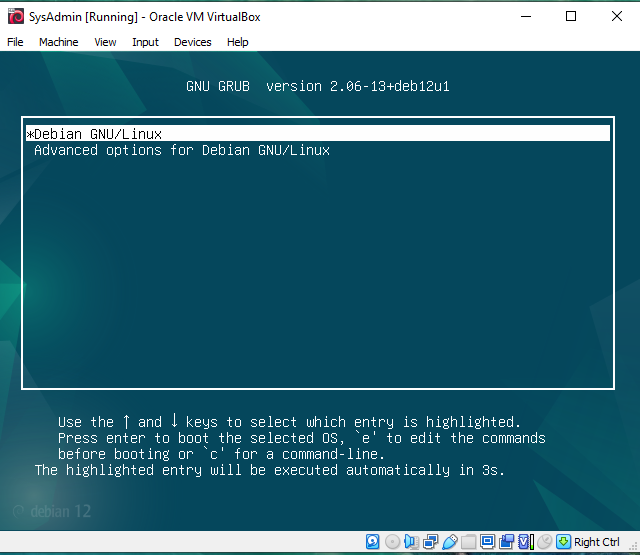 SysAdmin [Running] - Oracle VM VirtualBox
File Machine View Input Devices Help
GNU GRUB  version 2.06-13+deb12u1
*Debian GNU/Linux
Advanced options for Debian GNU/Linux
Use the ↑ and ↓ keys to select which entry is highlighted.
Press enter to boot the selected OS, `e' to edit the commands
before booting or `c' for a command-line.
The highlighted entry will be executed automatically in 3s.
debian 12
Right Ctrl